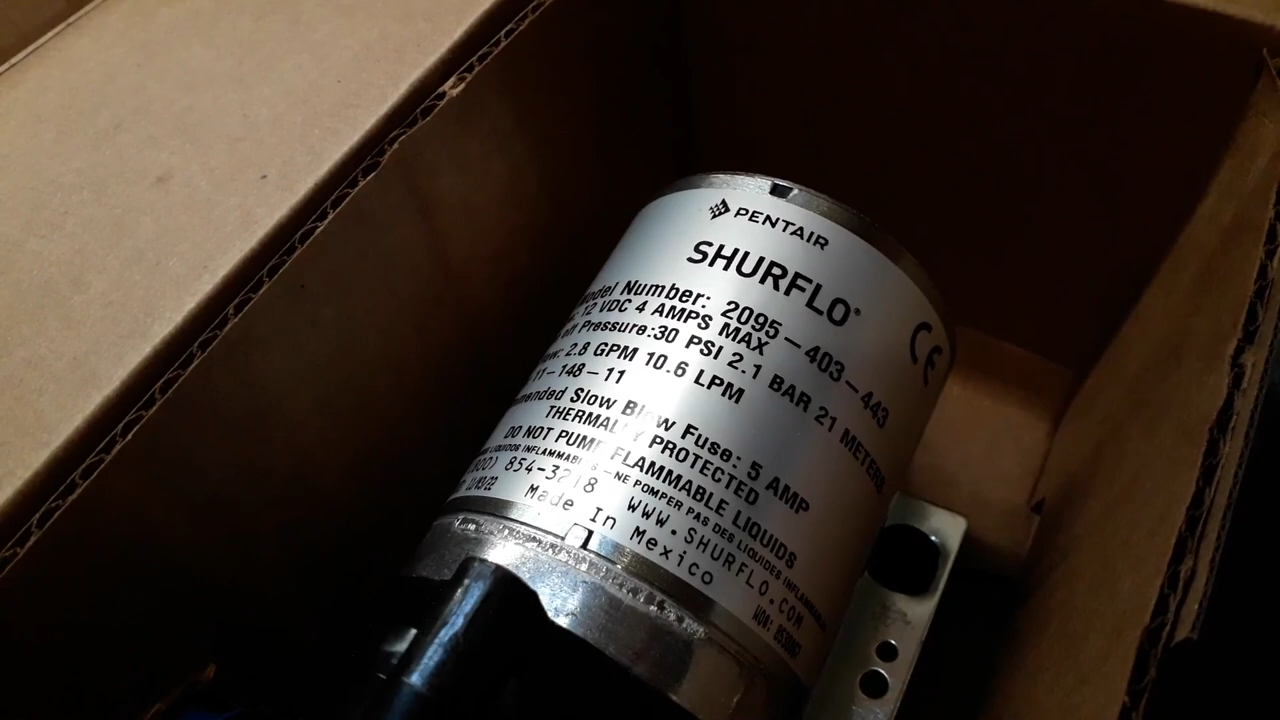 PENTAIR
SHURFLO®
Number: 2095-403-443
12 VDC 4 AMPS MAX
Pressure:30 PSI 2.1 BAR 21 METERS
2.8 GPM 10.6 LPM
11-148-11
Slow Blow Fuse: 5 AMP
THERMALLY PROTECTED
DO NOT PUMP FLAMMABLE LIQUIDS
LIQUIDOS INFLAMMABLES -NE POMPER PAS DES LIQUIDES
854-3218 WWW.SHURFLO.COM
Made In Mexico
CE